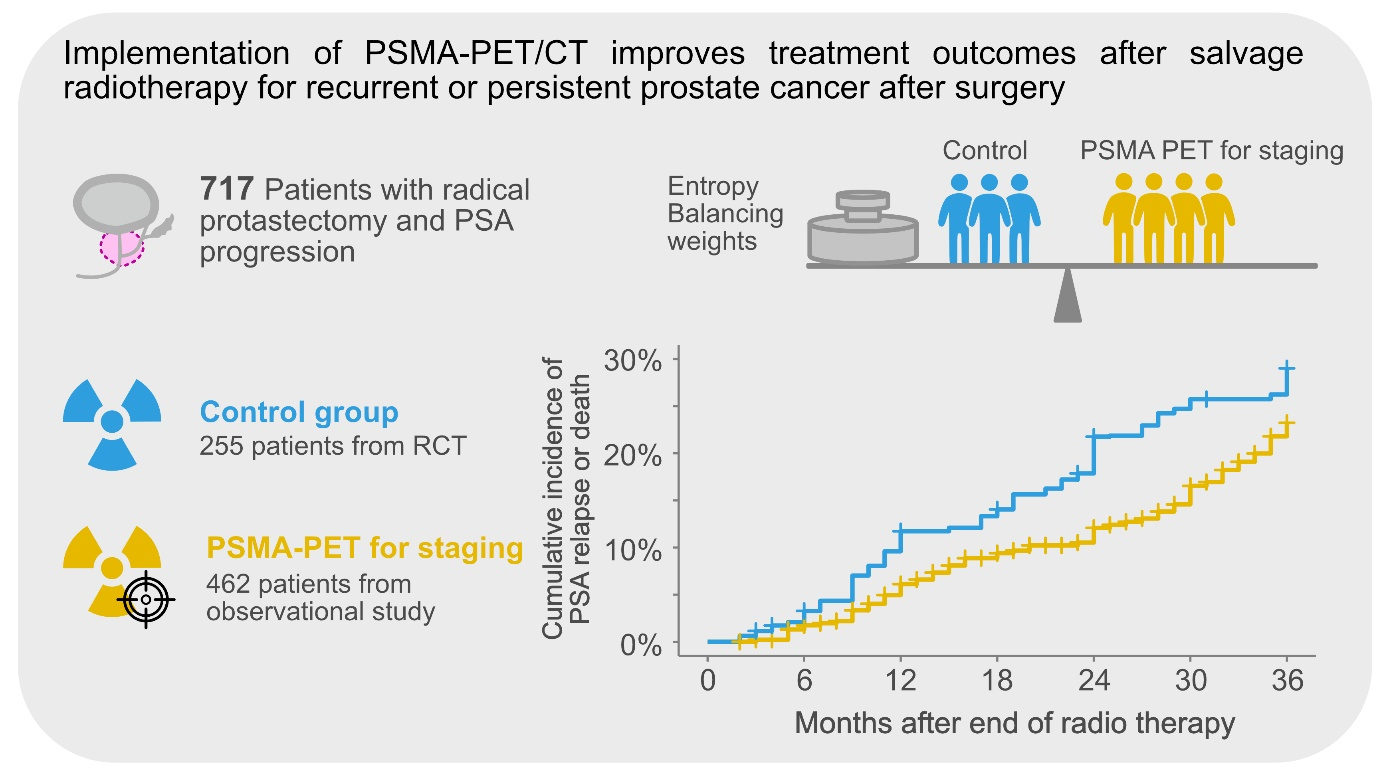 Implementation of PSMA-PET/CT improves treatment outcomes after salvage
radiotherapy for recurrent or persistent prostate cancer after surgery
717 Patients with radical
protastectomy and PSA
progression
Entropy
Balancing
weights
Control
PSMA PET for staging
Control group
255 patients from RCT
PSMA-PET for staging
462 patients from
observational study
Cumulative incidence of
PSA relapse or death
30%
20%
10%
0%
0 6 12 18 24 30 36
Months after end of radio therapy